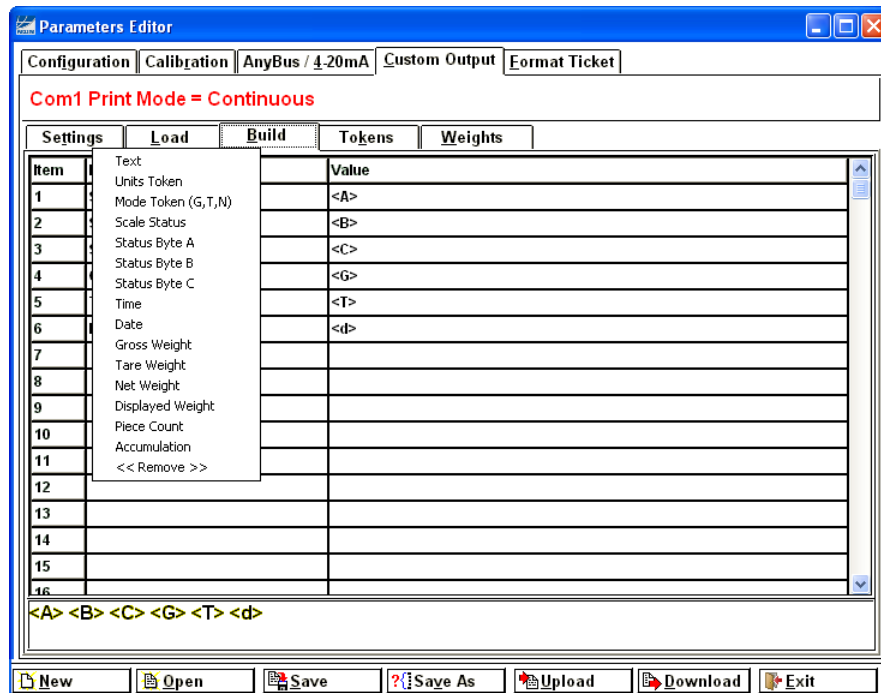 Parameters Editor
Configuration Calibration AnyBus / 4-20mA Custom Output Format Ticket
Com1 Print Mode = Continuous
Settings Load Build Tokens Weights
Item Value
1 <A>
2 <B>
3 <C>
4 <G>
5 <T>
6 <d>
7
8
9
10
11
12
13
14
15
16
Text
Units Token
Mode Token (G,T,N)
Scale Status
Status Byte A
Status Byte B
Status Byte C
Time
Date
Gross Weight
Tare Weight
Net Weight
Displayed Weight
Piece Count
Accumulation
<< Remove >>
<A> <B> <C> <G> <T> <d>
New Open Save ?{ Save As Upload Download Exit